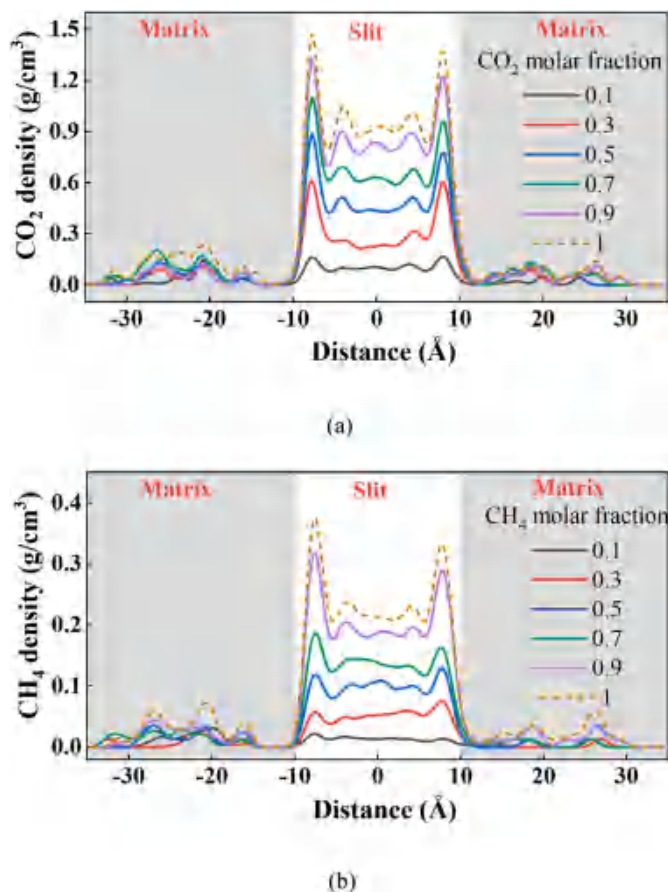 Matrix Slit Matrix
CO₂ molar fraction
0.1
0.3
0.5
0.7
0.9
1
CO₂ density (g/cm³)
1.5
1.2
0.9
0.6
0.3
0.0
-30 -20 -10 0 10 20 30
Distance (Å)
(a)
Matrix Slit Matrix
CH₄ molar fraction
0.1
0.3
0.5
0.7
0.9
1
CH₄ density (g/cm³)
0.4
0.3
0.2
0.1
0.0
-30 -20 -10 0 10 20 30
Distance (Å)
(b)